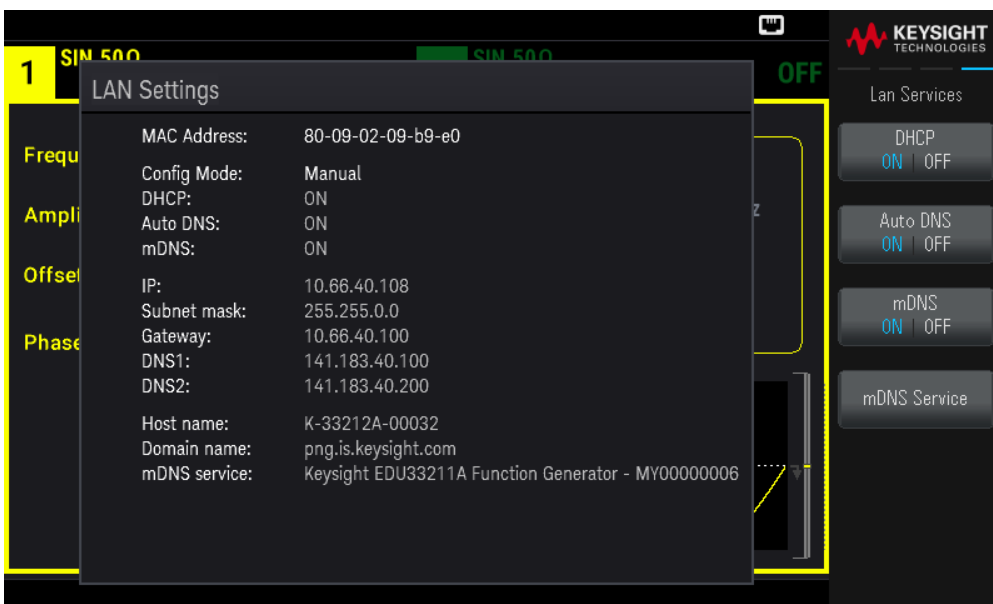 KEYSIGHT
TECHNOLOGIES
1
SIN 50Ω
SIN 50Ω
OFF
LAN Settings
MAC Address: 80-09-02-09-b9-e0
Config Mode: Manual
DHCP: ON
Auto DNS: ON
mDNS: ON
IP: 10.66.40.108
Subnet mask: 255.255.0.0
Gateway: 10.66.40.100
DNS1: 141.183.40.100
DNS2: 141.183.40.200
Host name: K-33212A-00032
Domain name: png.is.keysight.com
mDNS service: Keysight EDU33211A Function Generator - MY00000006
Frequ
Ampli
Offset
Phase
z
Lan Services
DHCP
ON | OFF
Auto DNS
ON | OFF
mDNS
ON | OFF
mDNS Service